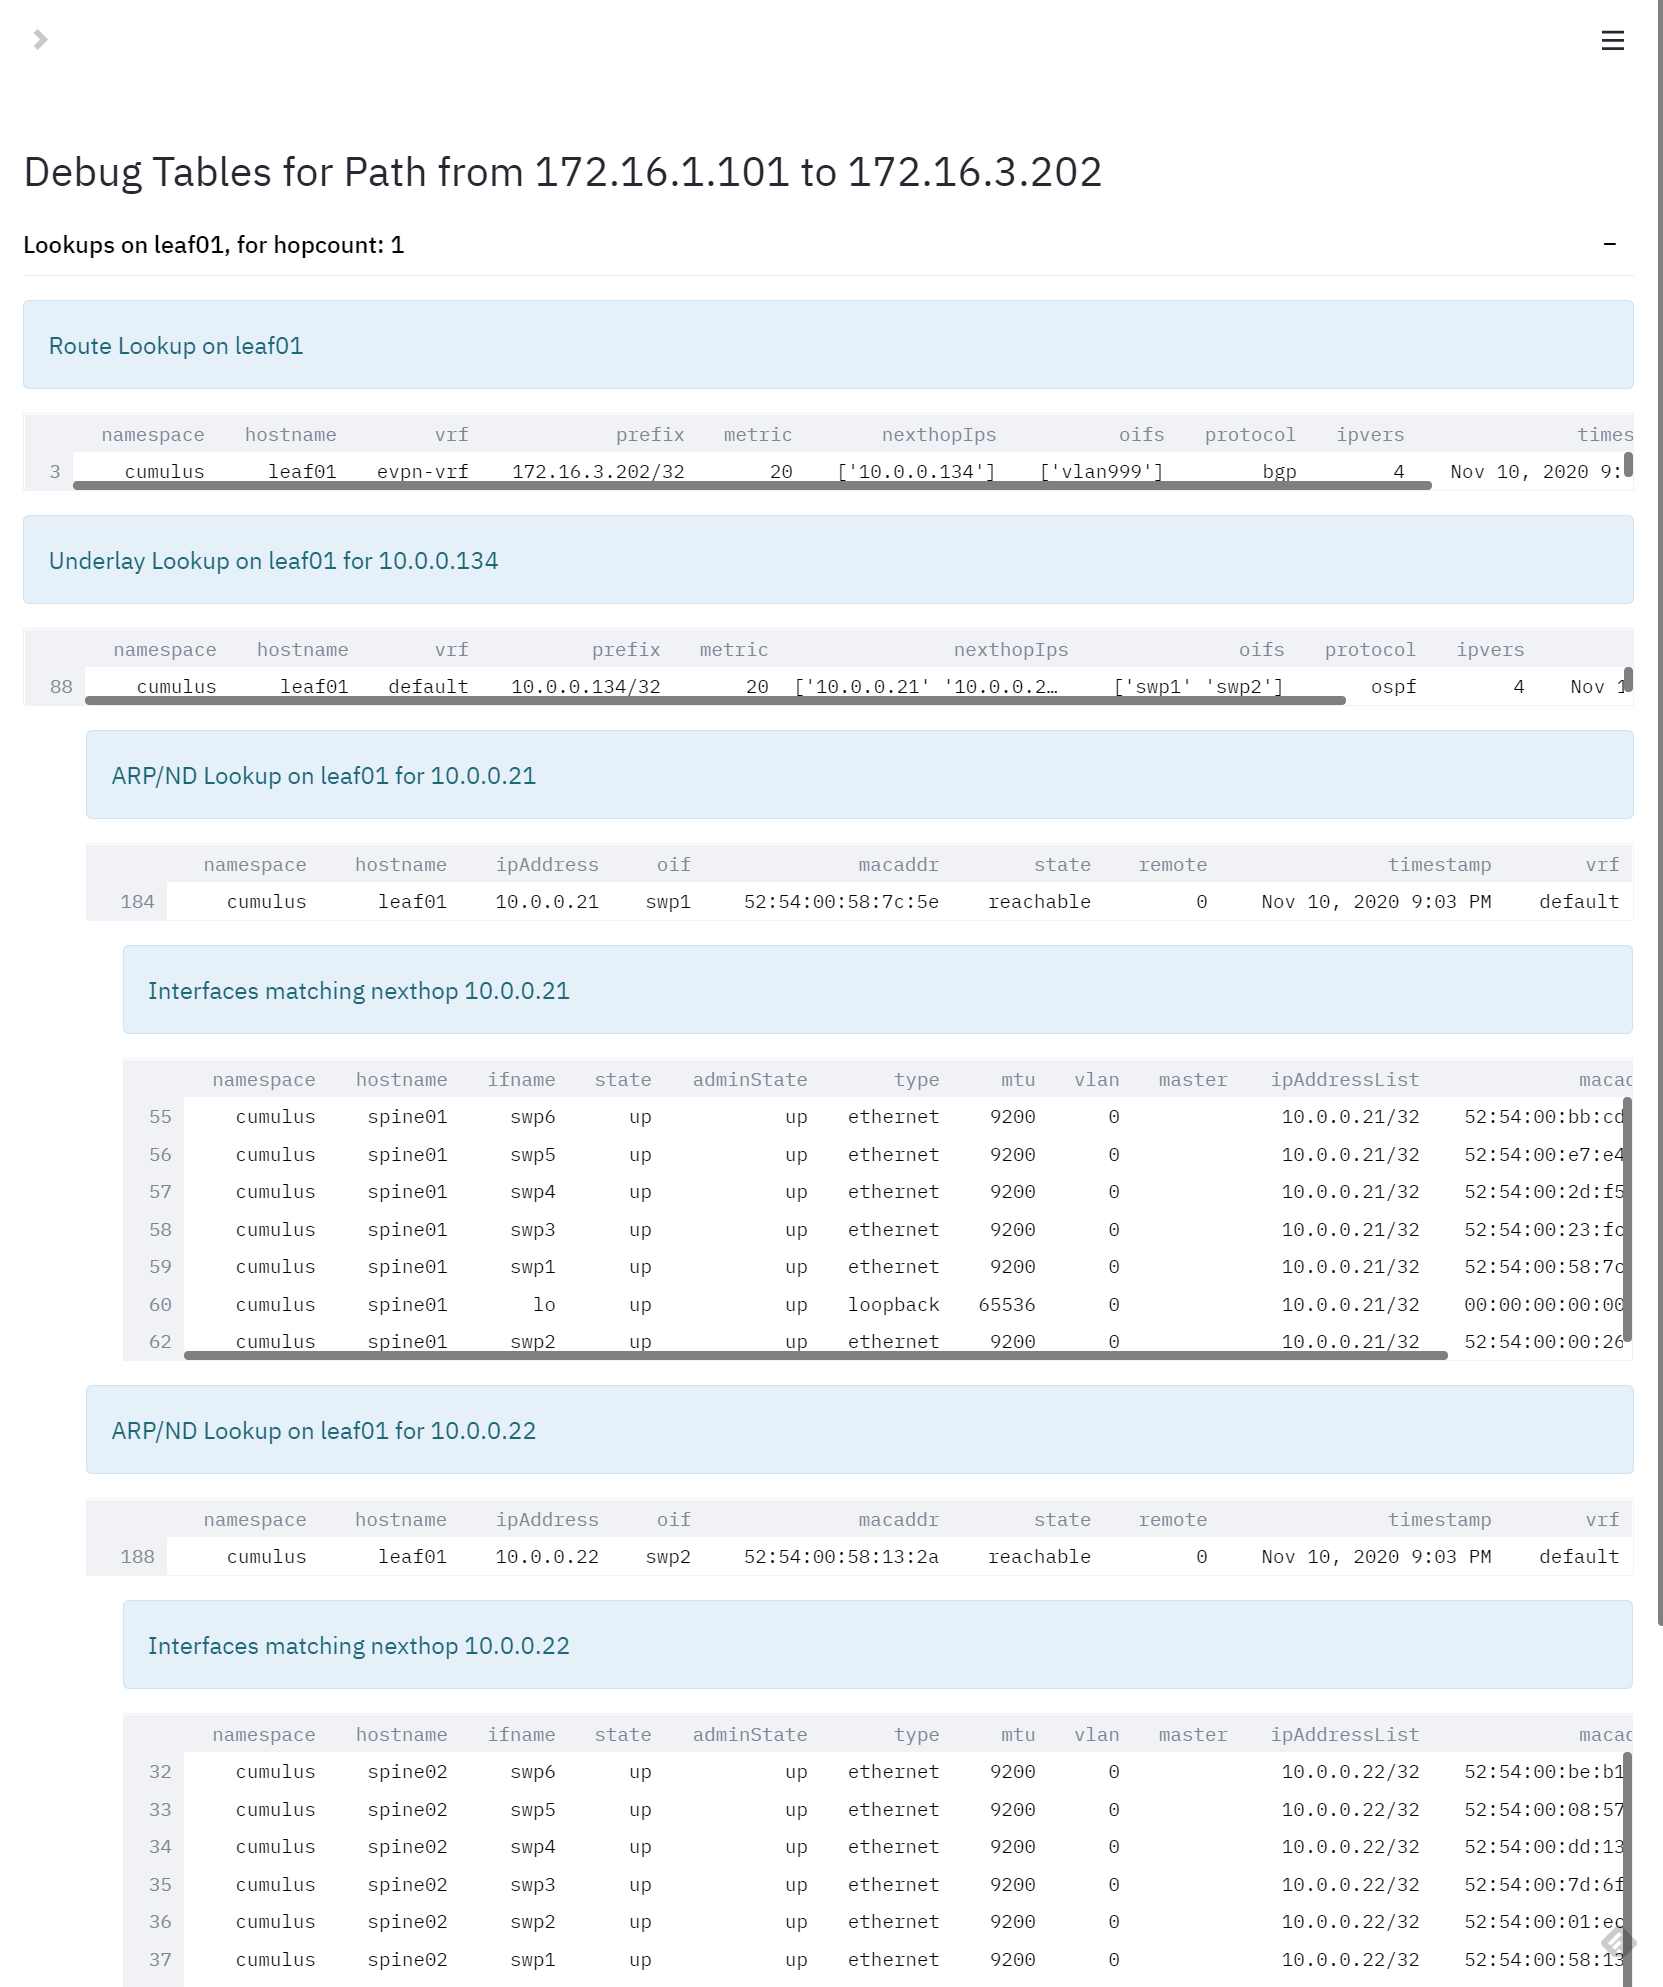 Debug Tables for Path from 172.16.1.101 to 172.16.3.202
Lookups on leaf01, for hopcount: 1
Route Lookup on leaf01
namespace hostname vrf prefix metric nexthopIps oifs protocol ipvers times
3 cumulus leaf01 evpn-vrf 172.16.3.202/32 20 ['10.0.0.134'] ['vlan999'] bgp 4 Nov 10, 2020 9:
Underlay Lookup on leaf01 for 10.0.0.134
namespace hostname vrf prefix metric nexthopIps oifs protocol ipvers
88 cumulus leaf01 default 10.0.0.134/32 20 ['10.0.0.21' '10.0.0.2… ['swp1' 'swp2'] ospf 4 Nov 1
ARP/ND Lookup on leaf01 for 10.0.0.21
namespace hostname ipAddress oif macaddr state remote timestamp vrf
184 cumulus leaf01 10.0.0.21 swp1 52:54:00:58:7c:5e reachable 0 Nov 10, 2020 9:03 PM default
Interfaces matching nexthop 10.0.0.21
namespace hostname ifname state adminState type mtu vlan master ipAddressList macad
55 cumulus spine01 swp6 up up ethernet 9200 0 10.0.0.21/32 52:54:00:bb:cd
56 cumulus spine01 swp5 up up ethernet 9200 0 10.0.0.21/32 52:54:00:e7:e4
57 cumulus spine01 swp4 up up ethernet 9200 0 10.0.0.21/32 52:54:00:2d:f5
58 cumulus spine01 swp3 up up ethernet 9200 0 10.0.0.21/32 52:54:00:23:fc
59 cumulus spine01 swp1 up up ethernet 9200 0 10.0.0.21/32 52:54:00:58:7c
60 cumulus spine01 lo up up loopback 65536 0 10.0.0.21/32 00:00:00:00:00
62 cumulus spine01 swp2 up up ethernet 9200 0 10.0.0.21/32 52:54:00:00:26
ARP/ND Lookup on leaf01 for 10.0.0.22
namespace hostname ipAddress oif macaddr state remote timestamp vrf
188 cumulus leaf01 10.0.0.22 swp2 52:54:00:58:13:2a reachable 0 Nov 10, 2020 9:03 PM default
Interfaces matching nexthop 10.0.0.22
namespace hostname ifname state adminState type mtu vlan master ipAddressList macad
32 cumulus spine02 swp6 up up ethernet 9200 0 10.0.0.22/32 52:54:00:be:b1
33 cumulus spine02 swp5 up up ethernet 9200 0 10.0.0.22/32 52:54:00:08:57
34 cumulus spine02 swp4 up up ethernet 9200 0 10.0.0.22/32 52:54:00:dd:13
35 cumulus spine02 swp3 up up ethernet 9200 0 10.0.0.22/32 52:54:00:7d:6f
36 cumulus spine02 swp2 up up ethernet 9200 0 10.0.0.22/32 52:54:00:01:ec
37 cumulus spine02 swp1 up up ethernet 9200 0 10.0.0.22/32 52:54:00:58:13